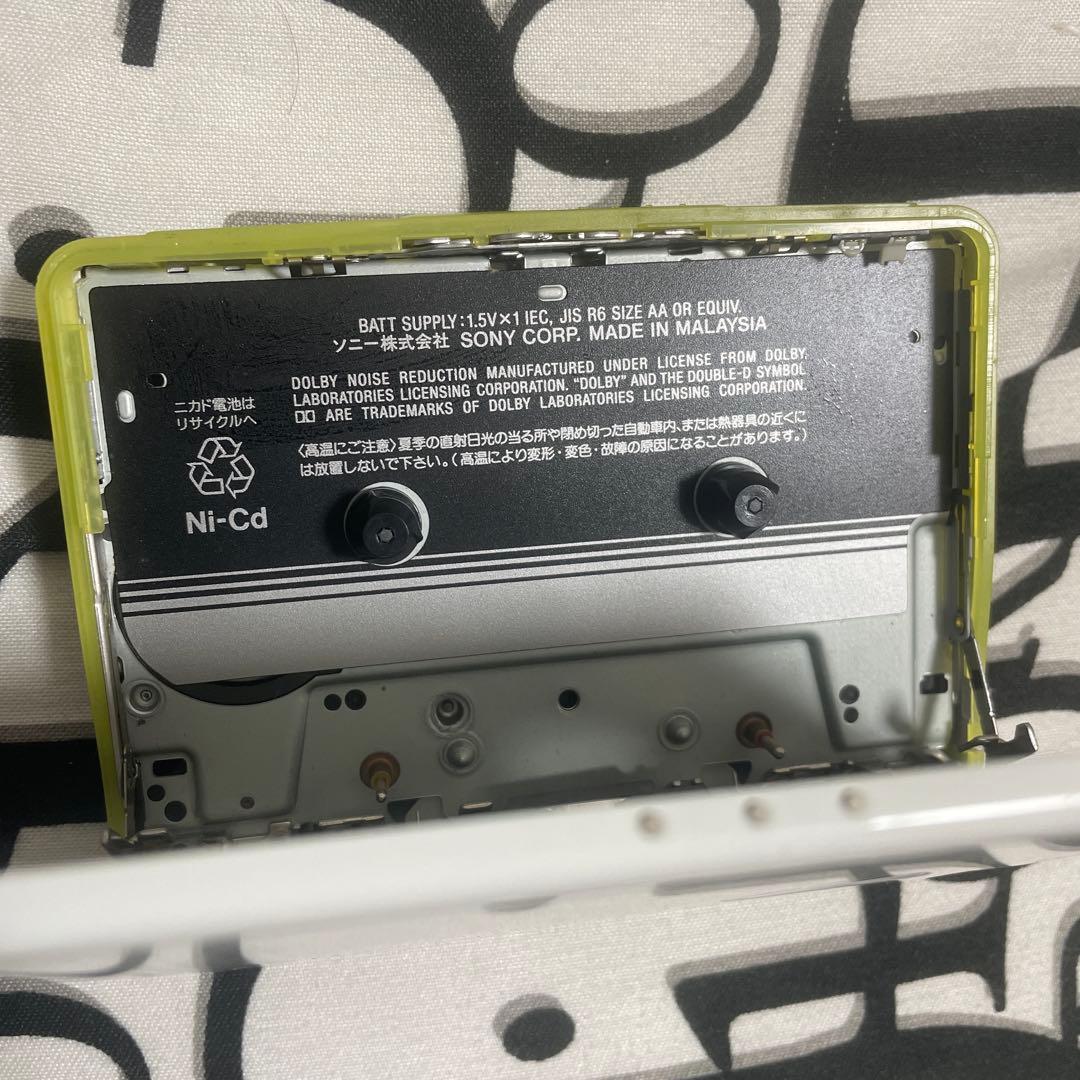 BATT SUPPLY:1.5V×1 IEC, JIS R6 SIZE AA OR EQUIV.
ソニー株式会社 SONY CORP. MADE IN MALAYSIA
DOLBY NOISE REDUCTION MANUFACTURED UNDER LICENSE FROM DOLBY
LABORATORIES LICENSING CORPORATION. "DOLBY" AND THE DOUBLE-D SYMBOL
ARE TRADEMARKS OF DOLBY LABORATORIES LICENSING CORPORATION.
ニカド電池は
リサイクルへ
〈高温にご注意〉夏季の直射日光の当る所や閉め切った自動車内、または熱器具の近くに
は放置しないで下さい。(高温により変形・変色・故障の原因になることがあります。)
Ni-Cd